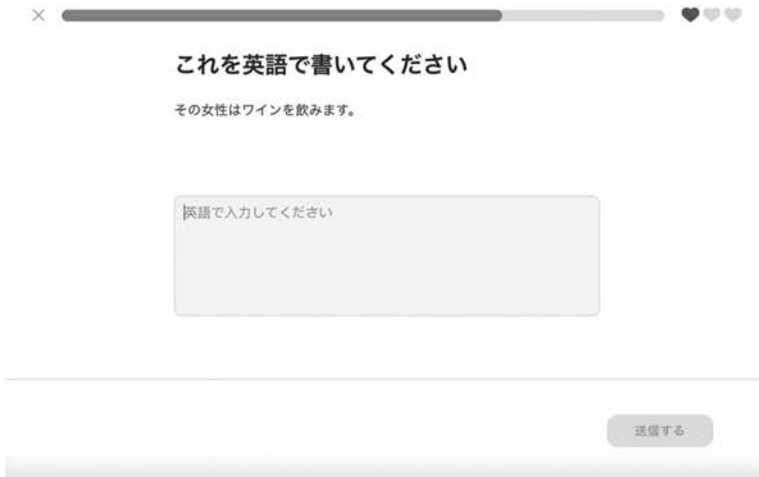 これを英語で書いてください
その女性はワインを飲みます。
英語で入力してください
送信する